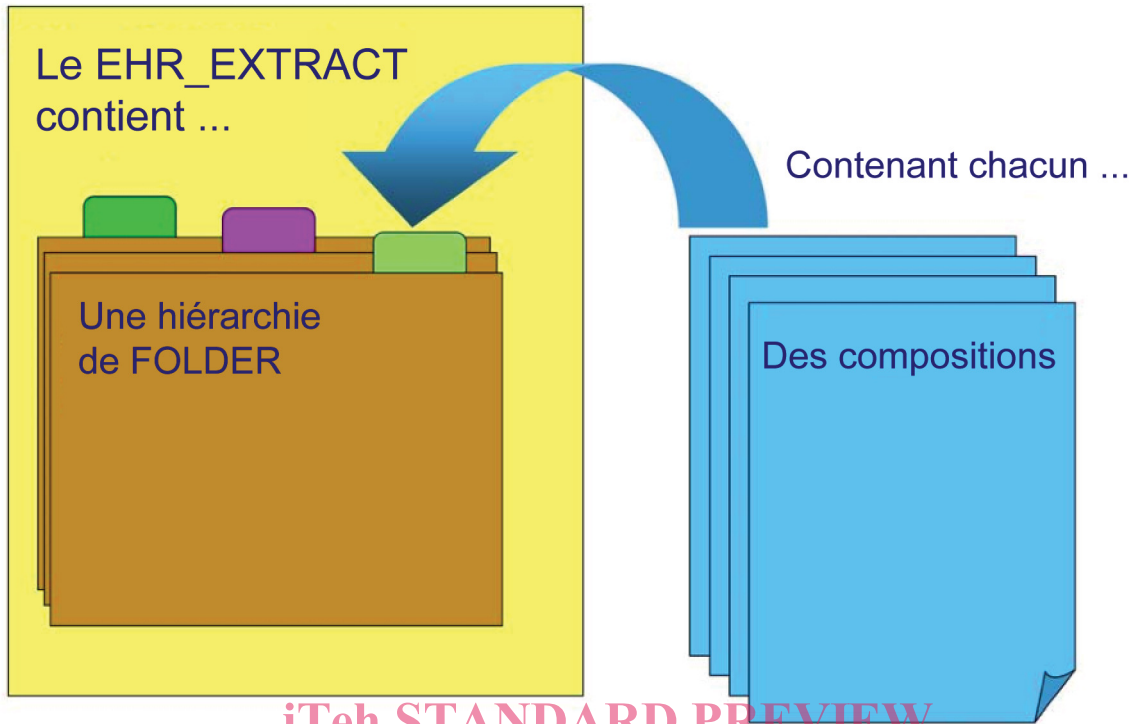 Le EHR_EXTRACT
contient ...
Contenant chacun ...
Une hiérarchie
de FOLDER
Des compositions
iTeh STANDARD PREVIEW